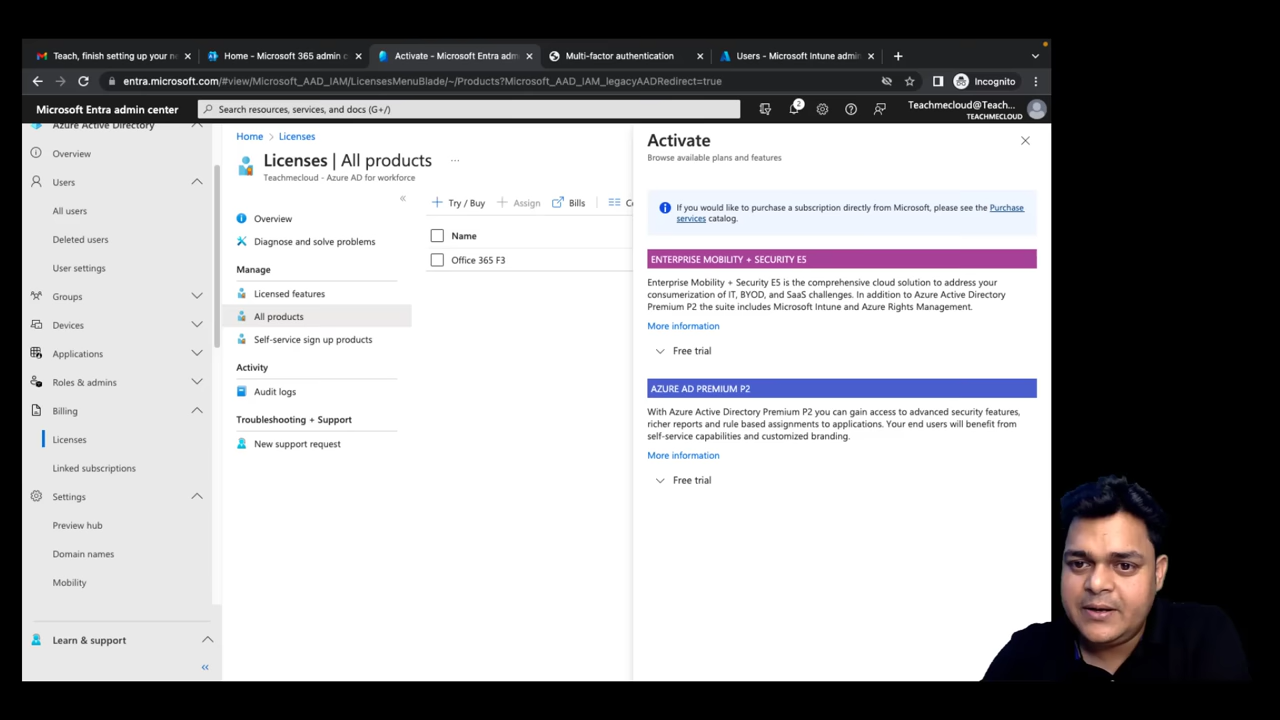 Teach, finish setting up your ne
Home - Microsoft 365 admin c
Activate - Microsoft Entra adm
Multi-factor authentication
Users - Microsoft Intune admin
entra.microsoft.com/#view/Microsoft_AAD_IAM/LicensesMenuBlade/~/Products?Microsoft_AAD_IAM_legacyAADRedirect=true
Incognito
Microsoft Entra admin center
Search resources, services, and docs (G+/)
2
Teachmecloud@Teach...
TEACHMECLOUD
Azure Active Directory
Overview
Users
All users
Deleted users
User settings
Groups
Devices
Applications
Roles & admins
Billing
Licenses
Linked subscriptions
Settings
Preview hub
Domain names
Mobility
Learn & support
Home > Licenses
Licenses | All products
...
Teachmecloud - Azure AD for workforce
Overview
Diagnose and solve problems
Manage
Licensed features
All products
Self-service sign up products
Activity
Audit logs
Troubleshooting + Support
New support request
Try / Buy
Assign
Bills
Name
Office 365 F3
Activate
Browse available plans and features
If you would like to purchase a subscription directly from Microsoft, please see the Purchase
services catalog.
ENTERPRISE MOBILITY + SECURITY E5
Enterprise Mobility + Security E5 is the comprehensive cloud solution to address your
consumerization of IT, BYOD, and SaaS challenges. In addition to Azure Active Directory
Premium P2 the suite includes Microsoft Intune and Azure Rights Management.
More information
Free trial
AZURE AD PREMIUM P2
With Azure Active Directory Premium P2 you can gain access to advanced security features,
richer reports and rule based assignments to applications. Your end users will benefit from
self-service capabilities and customized branding.
More information
Free trial